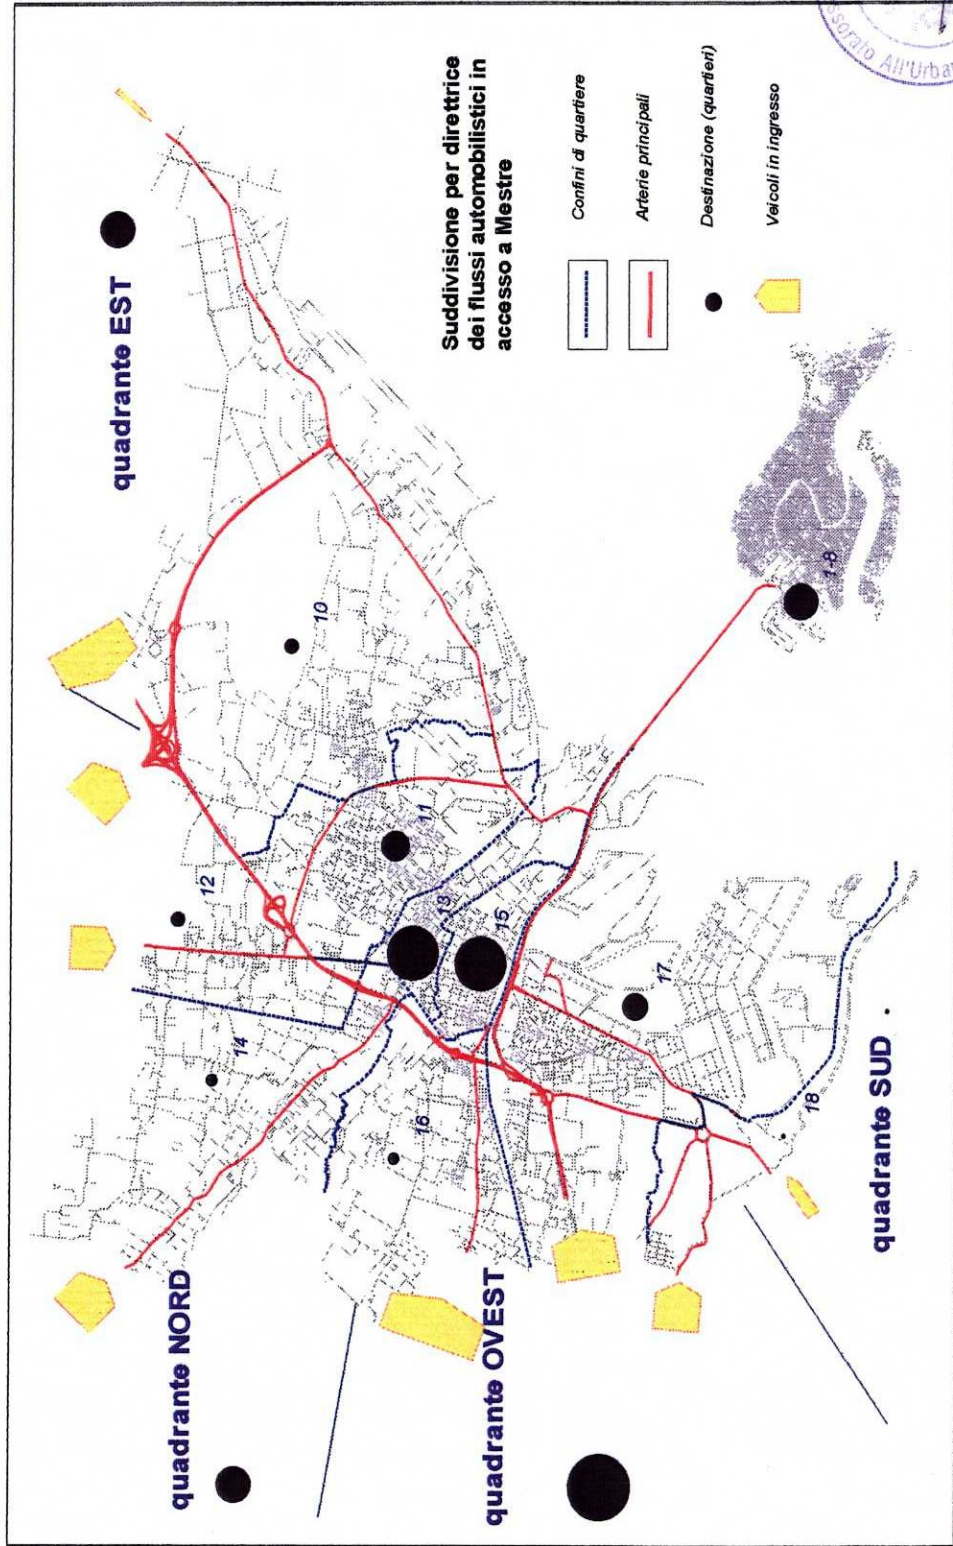 quadrante EST
Suddivisione per direttrice
dei flussi automobilistici in
accesso a Mestre
Confini di quartiere
Arterie principali
Destinazione (quartieri)
Veicoli in ingresso
10
11
12
13
14
15
16
17
18
1-8
quadrante NORD
quadrante OVEST
quadrante SUD
All'Urba